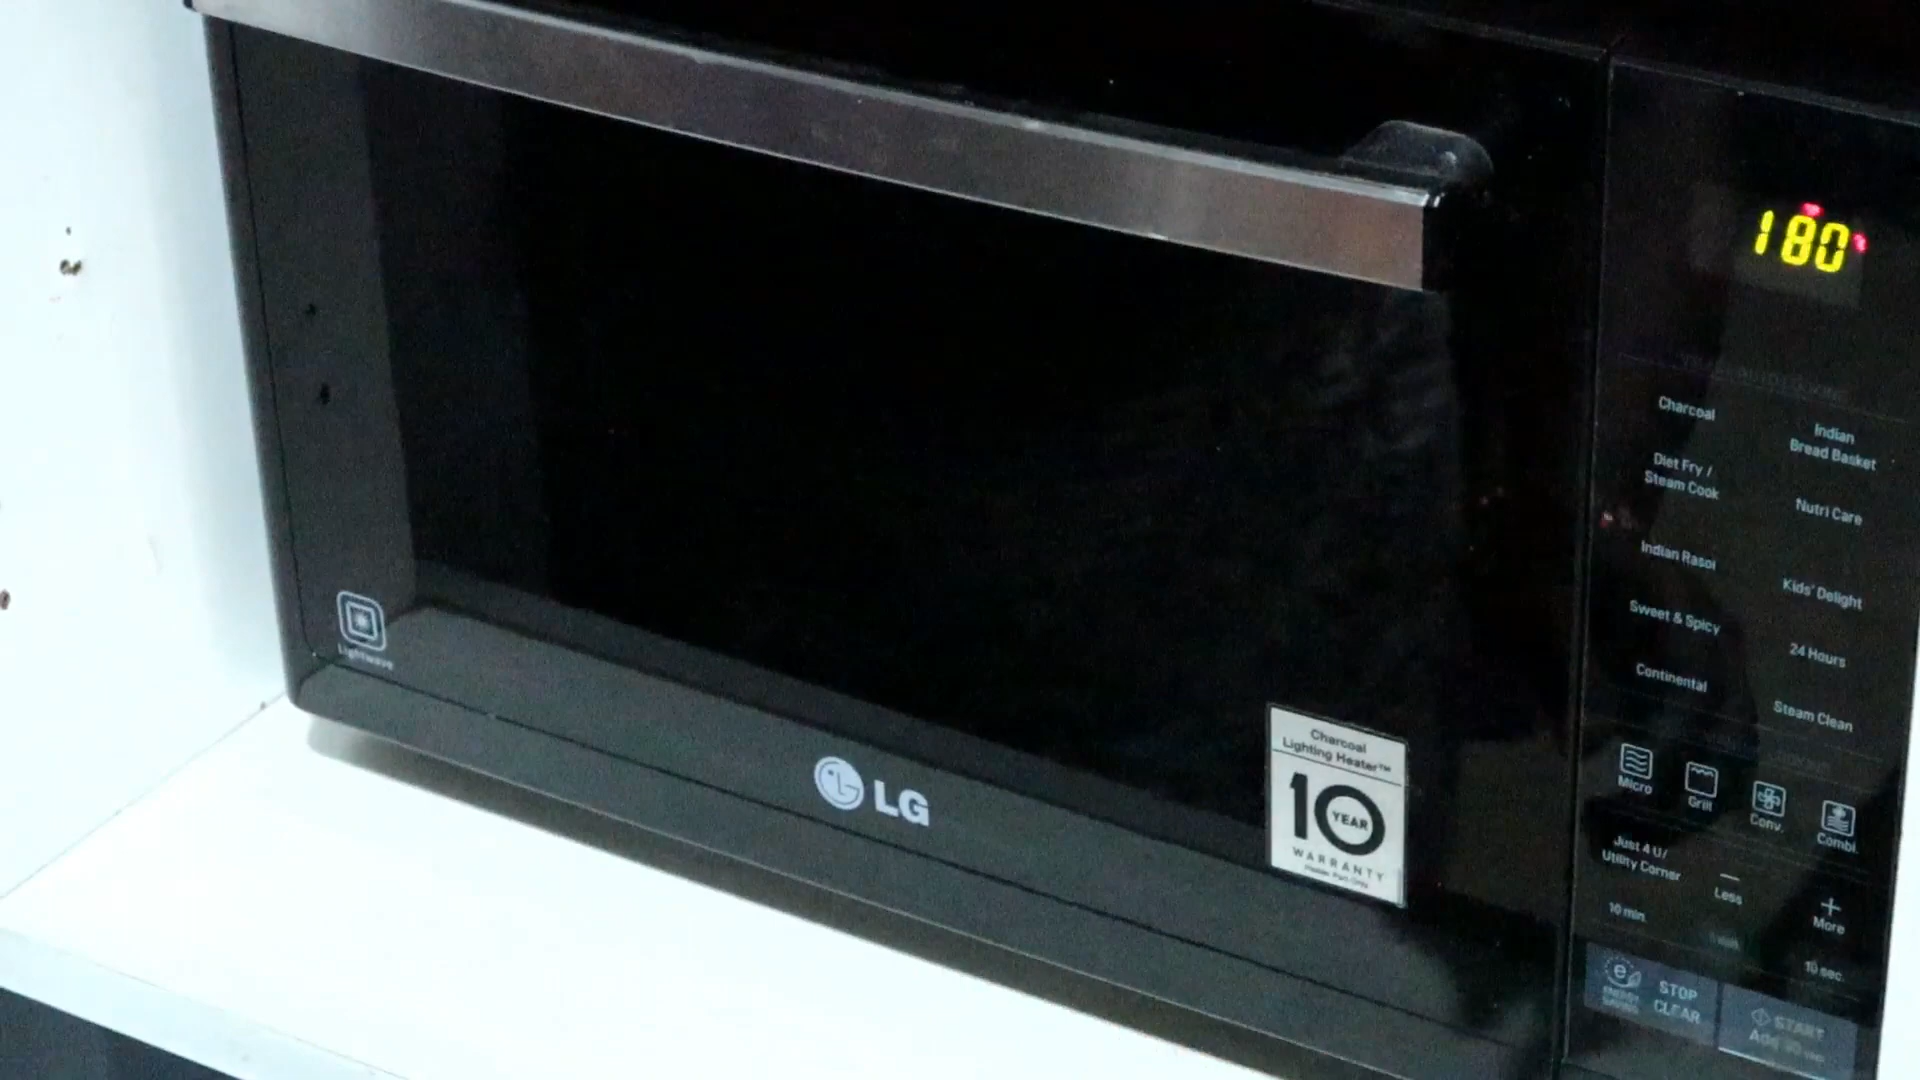 180
Charcoal
Indian
Bread Basket
Diet Fry /
Steam Cook
Nutri Care
Indian Rasoi
Kids' Delight
Sweet & Spicy
24 Hours
Continental
Steam Clean
Micro
Grill
Conv.
Combi.
Just 4 U/
Utility Corner
Less
More
10 min.
10 sec.
STOP
CLEAR
START
Lightwave
LG
Charcoal
Lighting Heater™
10
YEAR
WARRANTY